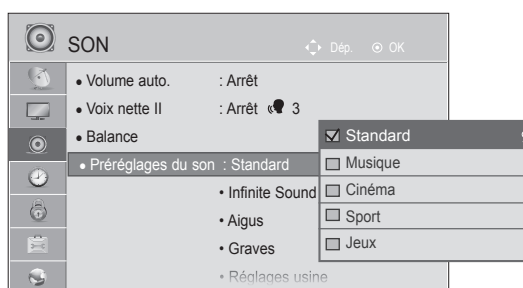 SON
Dép. OK
• Volume auto. : Arrêt
• Voix nette II : Arrêt 3
• Balance
• Préréglages du son : Standard
• Infinite Sound
• Aigus
• Graves
• Réglages usine
Standard
Musique
Cinéma
Sport
Jeux